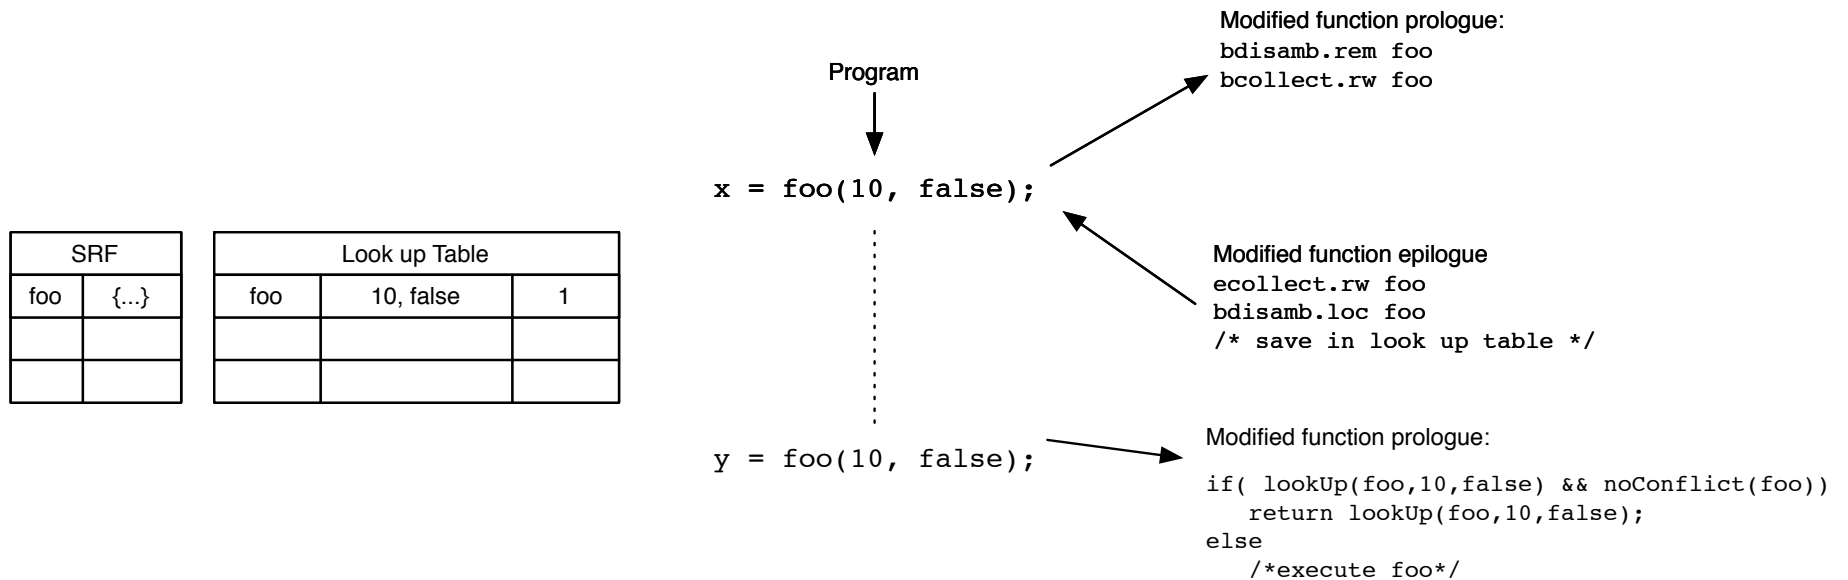 Modified function prologue:
bdisamb.rem foo
bcollect.rw foo
Program
x = foo(10, false);
SRF
foo {...}
Look up Table
foo 10, false 1
Modified function epilogue
ecollect.rw foo
bdisamb.loc foo
/* save in look up table */
y = foo(10, false);
Modified function prologue:
if( lookUp(foo,10,false) && noConflict(foo))
return lookUp(foo,10,false);
else
/*execute foo*/